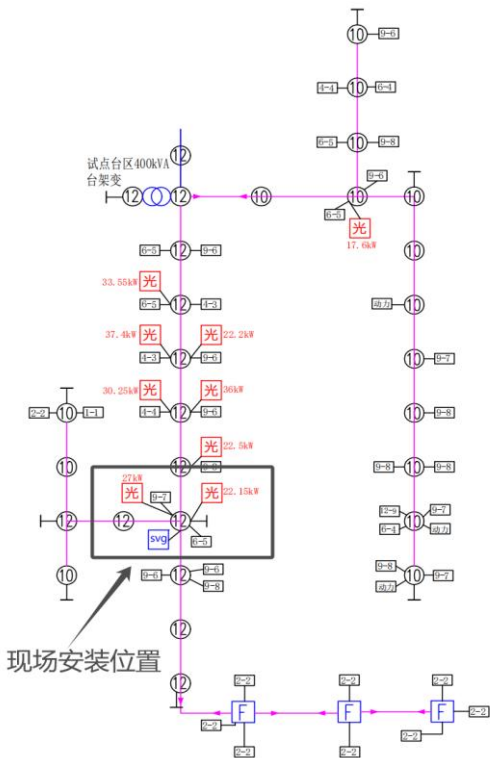 10 9-6
4-4 10 6-4
6-5 10 9-8
12
试点台区400kVA
台架变
12 12 10 10 10
9-6
6-5
光
17.6kW
6-5 12 9-6
33.55kW 光
6-5 12 4-3
动力 10
37.4kW 光 光 22.2kW
4-3 12 9-6
10 9-7
30.25kW 光 光 36kW
4-4 12 9-6
2-2 10 1-1
10 9-8
光 22.5kW
10 12
9-8 10 9-8
27kW
光 9-7 光 22.15kW
12 12 12
svg 6-5
12-9 9-7
10
6-4 动力
10
9-6 12 9-6
9-8
9-8
10 9-7
动力
现场安装位置
12
12
2-2 2-2 2-2
F F F 2-2
2-2 2-2
2-2 2-2